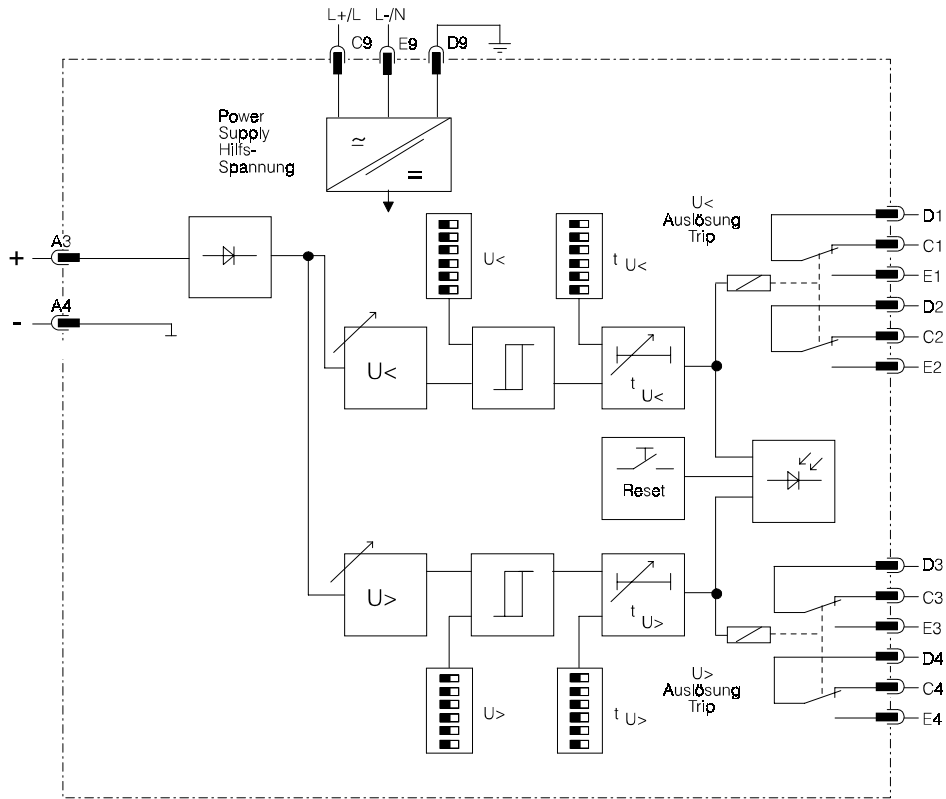 L+/L L-/N
C9 E9 D9
Power
Supply
Hilfs-
Spannung
≃
=
U<
Auslösung
Trip
D1
C1
E1
D2
C2
E2
+ A3
- A4
U<
t U<
U<
t U<
Reset
U>
t U>
D3
C3
E3
D4
C4
E4
U>
Auslösung
Trip
U>
t U>